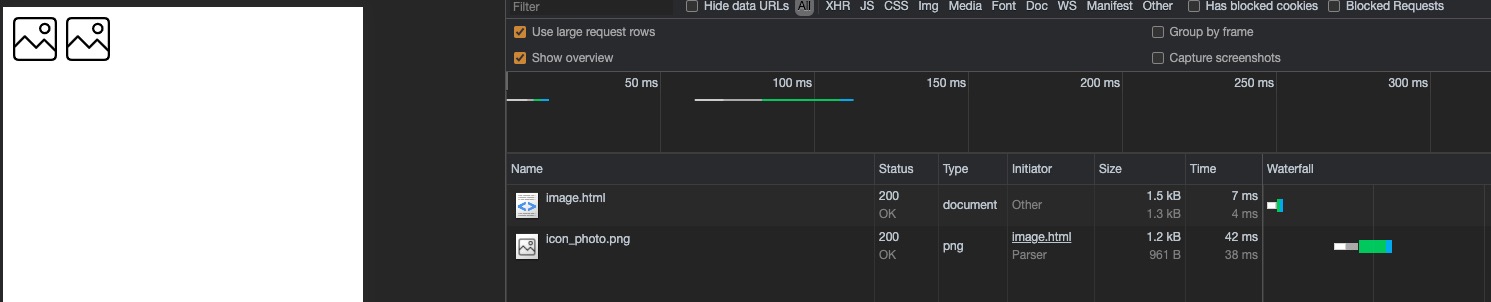 Filter Hide data URLs All XHR JS CSS Img Media Font Doc WS Manifest Other Has blocked cookies Blocked Requests
Use large request rows Group by frame
Show overview Capture screenshots
50 ms 100 ms 150 ms 200 ms 250 ms 300 ms
Name Status Type Initiator Size Time Waterfall
image.html 200 document Other 1.5 kB 7 ms
OK 1.3 kB 4 ms
icon_photo.png 200 png image.html 1.2 kB 42 ms
OK Parser 961 B 38 ms